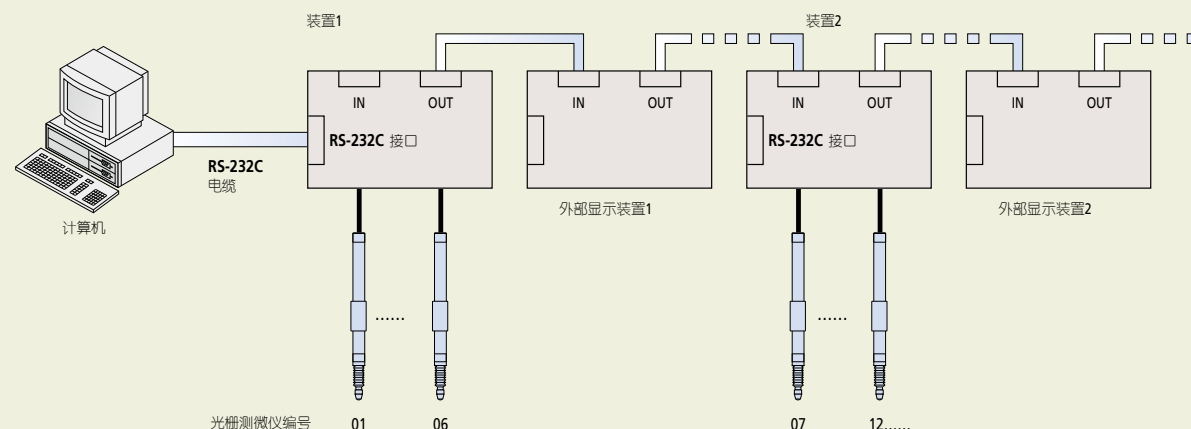 装置1
装置2
IN
OUT
IN
OUT
IN
OUT
IN
OUT
RS-232C 接口
RS-232C 接口
RS-232C
电缆
计算机
外部显示装置1
外部显示装置2
......
......
光栅测微仪编号
01
06
07
12......